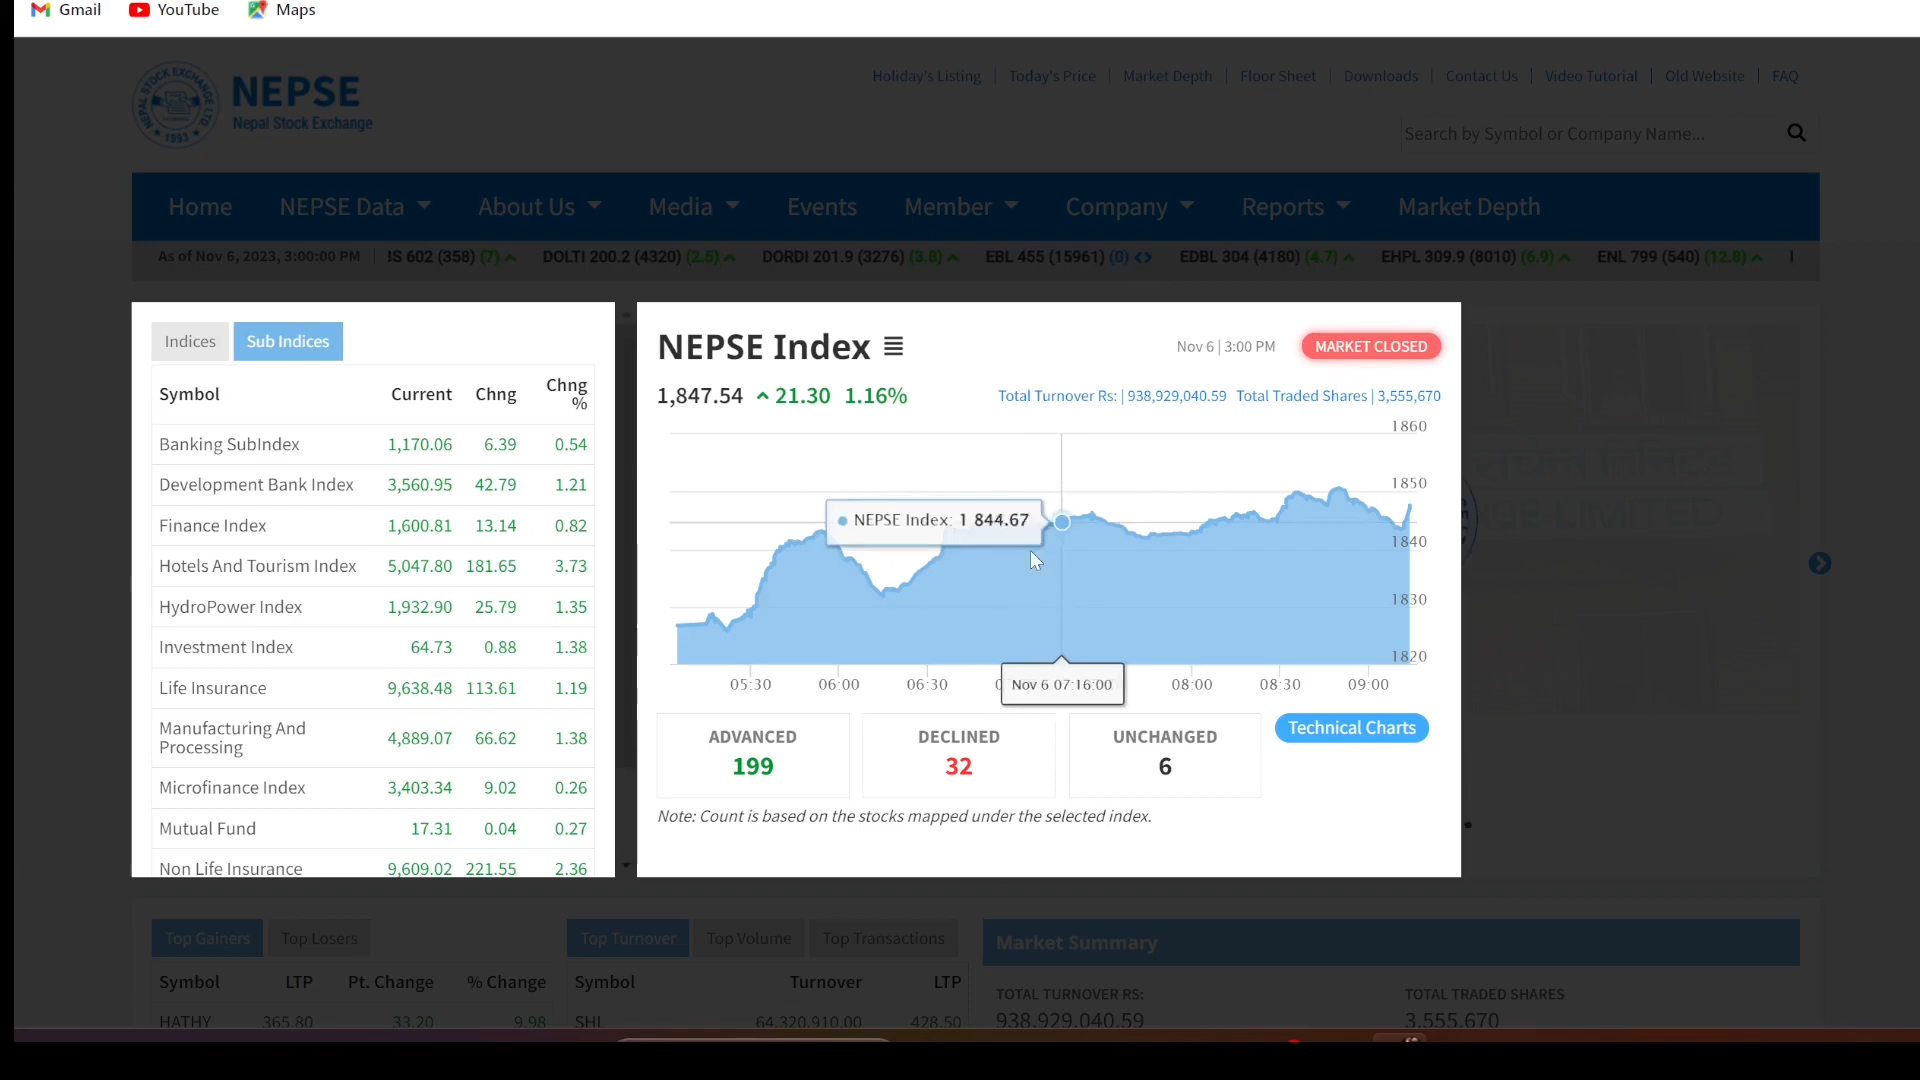 Gmail YouTube Maps
Holiday's Listing | Today's Price | Market Depth | Floor Sheet | Downloads | Contact Us | Video Tutorial | Old Website | FAQ
NEPAL STOCK EXCHANGE LTD.
1993
NEPSE
Nepal Stock Exchange
Search by Symbol or Company Name...
Home NEPSE Data About Us Media Events Member Company Reports Market Depth
As of Nov 6, 2023, 3:00:00 PM | 602 (358) (7) DOLTI 200.2 (4320) (2.5) DORDI 201.9 (3276) (3.8) EBL 455 (15961) (0) EDBL 304 (4180) (4.7) EHPL 309.9 (8010) (6.9) ENL 799 (540) (12.8)
Indices Sub Indices
Symbol Current Chng Chng %
Banking SubIndex 1,170.06 6.39 0.54
Development Bank Index 3,560.95 42.79 1.21
Finance Index 1,600.81 13.14 0.82
Hotels And Tourism Index 5,047.80 181.65 3.73
HydroPower Index 1,932.90 25.79 1.35
Investment Index 64.73 0.88 1.38
Life Insurance 9,638.48 113.61 1.19
Manufacturing And
Processing 4,889.07 66.62 1.38
Microfinance Index 3,403.34 9.02 0.26
Mutual Fund 17.31 0.04 0.27
Non Life Insurance 9,609.02 221.55 2.36
NEPSE Index Nov 6 | 3:00 PM MARKET CLOSED
1,847.54 21.30 1.16% Total Turnover Rs: | 938,929,040.59 Total Traded Shares | 3,555,670
1860
1850
NEPSE Index: 1 844.67
1840
1830
1820
05:30 06:00 06:30 Nov 6 07:16:00 08:00 08:30 09:00
ADVANCED DECLINED UNCHANGED Technical Charts
199 32 6
Note: Count is based on the stocks mapped under the selected index.
Top Gainers Top Losers
Symbol LTP Pt. Change % Change
HATHY 365.80 33.20 9.98
Top Turnover Top Volume Top Transactions
Symbol Turnover LTP
SHL 64,320,910.00 428.50
Market Summary
TOTAL TURNOVER RS: TOTAL TRADED SHARES
938,929,040.59 3,555,670